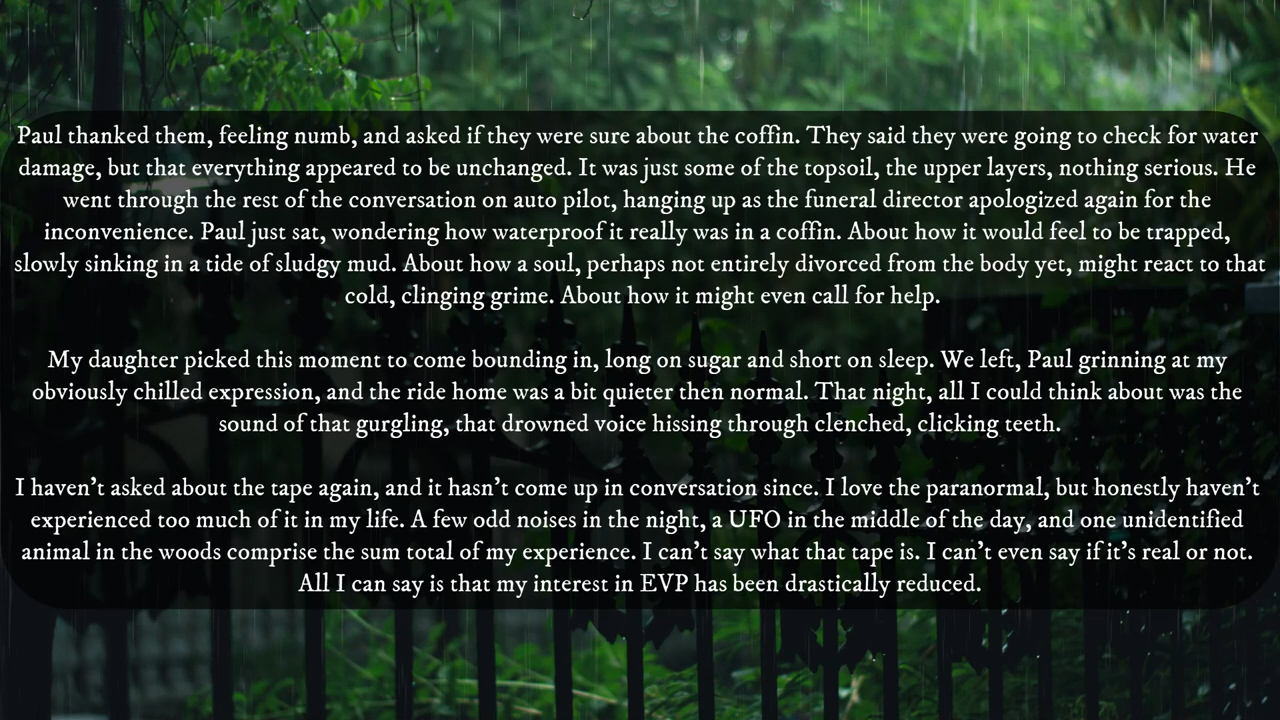 Paul thanked them, feeling numb, and asked if they were sure about the coffin. They said they were going to check for water
damage, but that everything appeared to be unchanged. It was just some of the topsoil, the upper layers, nothing serious. He
went through the rest of the conversation on auto pilot, hanging up as the funeral director apologized again for the
inconvenience. Paul just sat, wondering how waterproof it really was in a coffin. About how it would feel to be trapped,
slowly sinking in a tide of sludgy mud. About how a soul, perhaps not entirely divorced from the body yet, might react to that
cold, clinging grime. About how it might even call for help.
My daughter picked this moment to come bounding in, long on sugar and short on sleep. We left, Paul grinning at my
obviously chilled expression, and the ride home was a bit quieter then normal. That night, all I could think about was the
sound of that gurgling, that drowned voice hissing through clenched, clicking teeth.
I haven't asked about the tape again, and it hasn't come up in conversation since. I love the paranormal, but honestly haven't
experienced too much of it in my life. A few odd noises in the night, a UFO in the middle of the day, and one unidentified
animal in the woods comprise the sum total of my experience. I can't say what that tape is. I can't even say if it's real or not.
All I can say is that my interest in EVP has been drastically reduced.